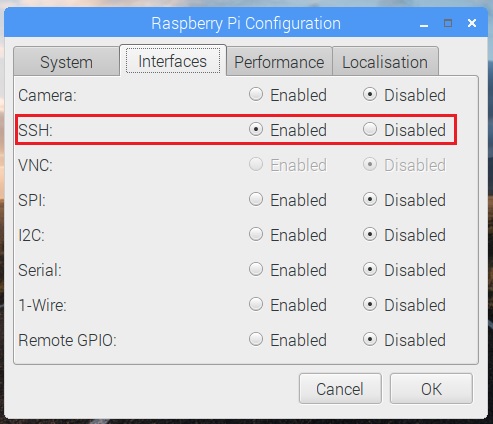 Raspberry Pi Configuration
System Interfaces Performance Localisation
Camera: Enabled Disabled
SSH: Enabled Disabled
VNC: Enabled Disabled
SPI: Enabled Disabled
I2C: Enabled Disabled
Serial: Enabled Disabled
1-Wire: Enabled Disabled
Remote GPIO: Enabled Disabled
Cancel OK